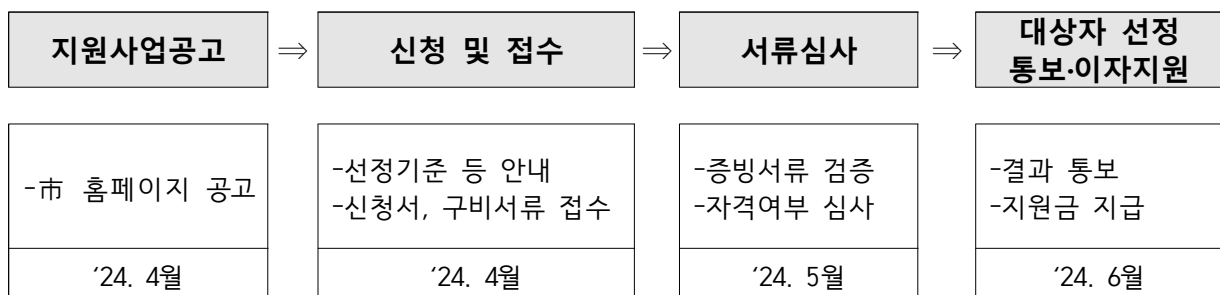 지원사업공고 ⇒ 신청 및 접수 ⇒ 서류심사 ⇒ 대상자 선정
통보·이자지원
-市 홈페이지 공고
-선정기준 등 안내
-신청서, 구비서류 접수
-증빙서류 검증
-자격여부 심사
-결과 통보
-지원금 지급
‘24. 4월
‘24. 4월
‘24. 5월
‘24. 6월